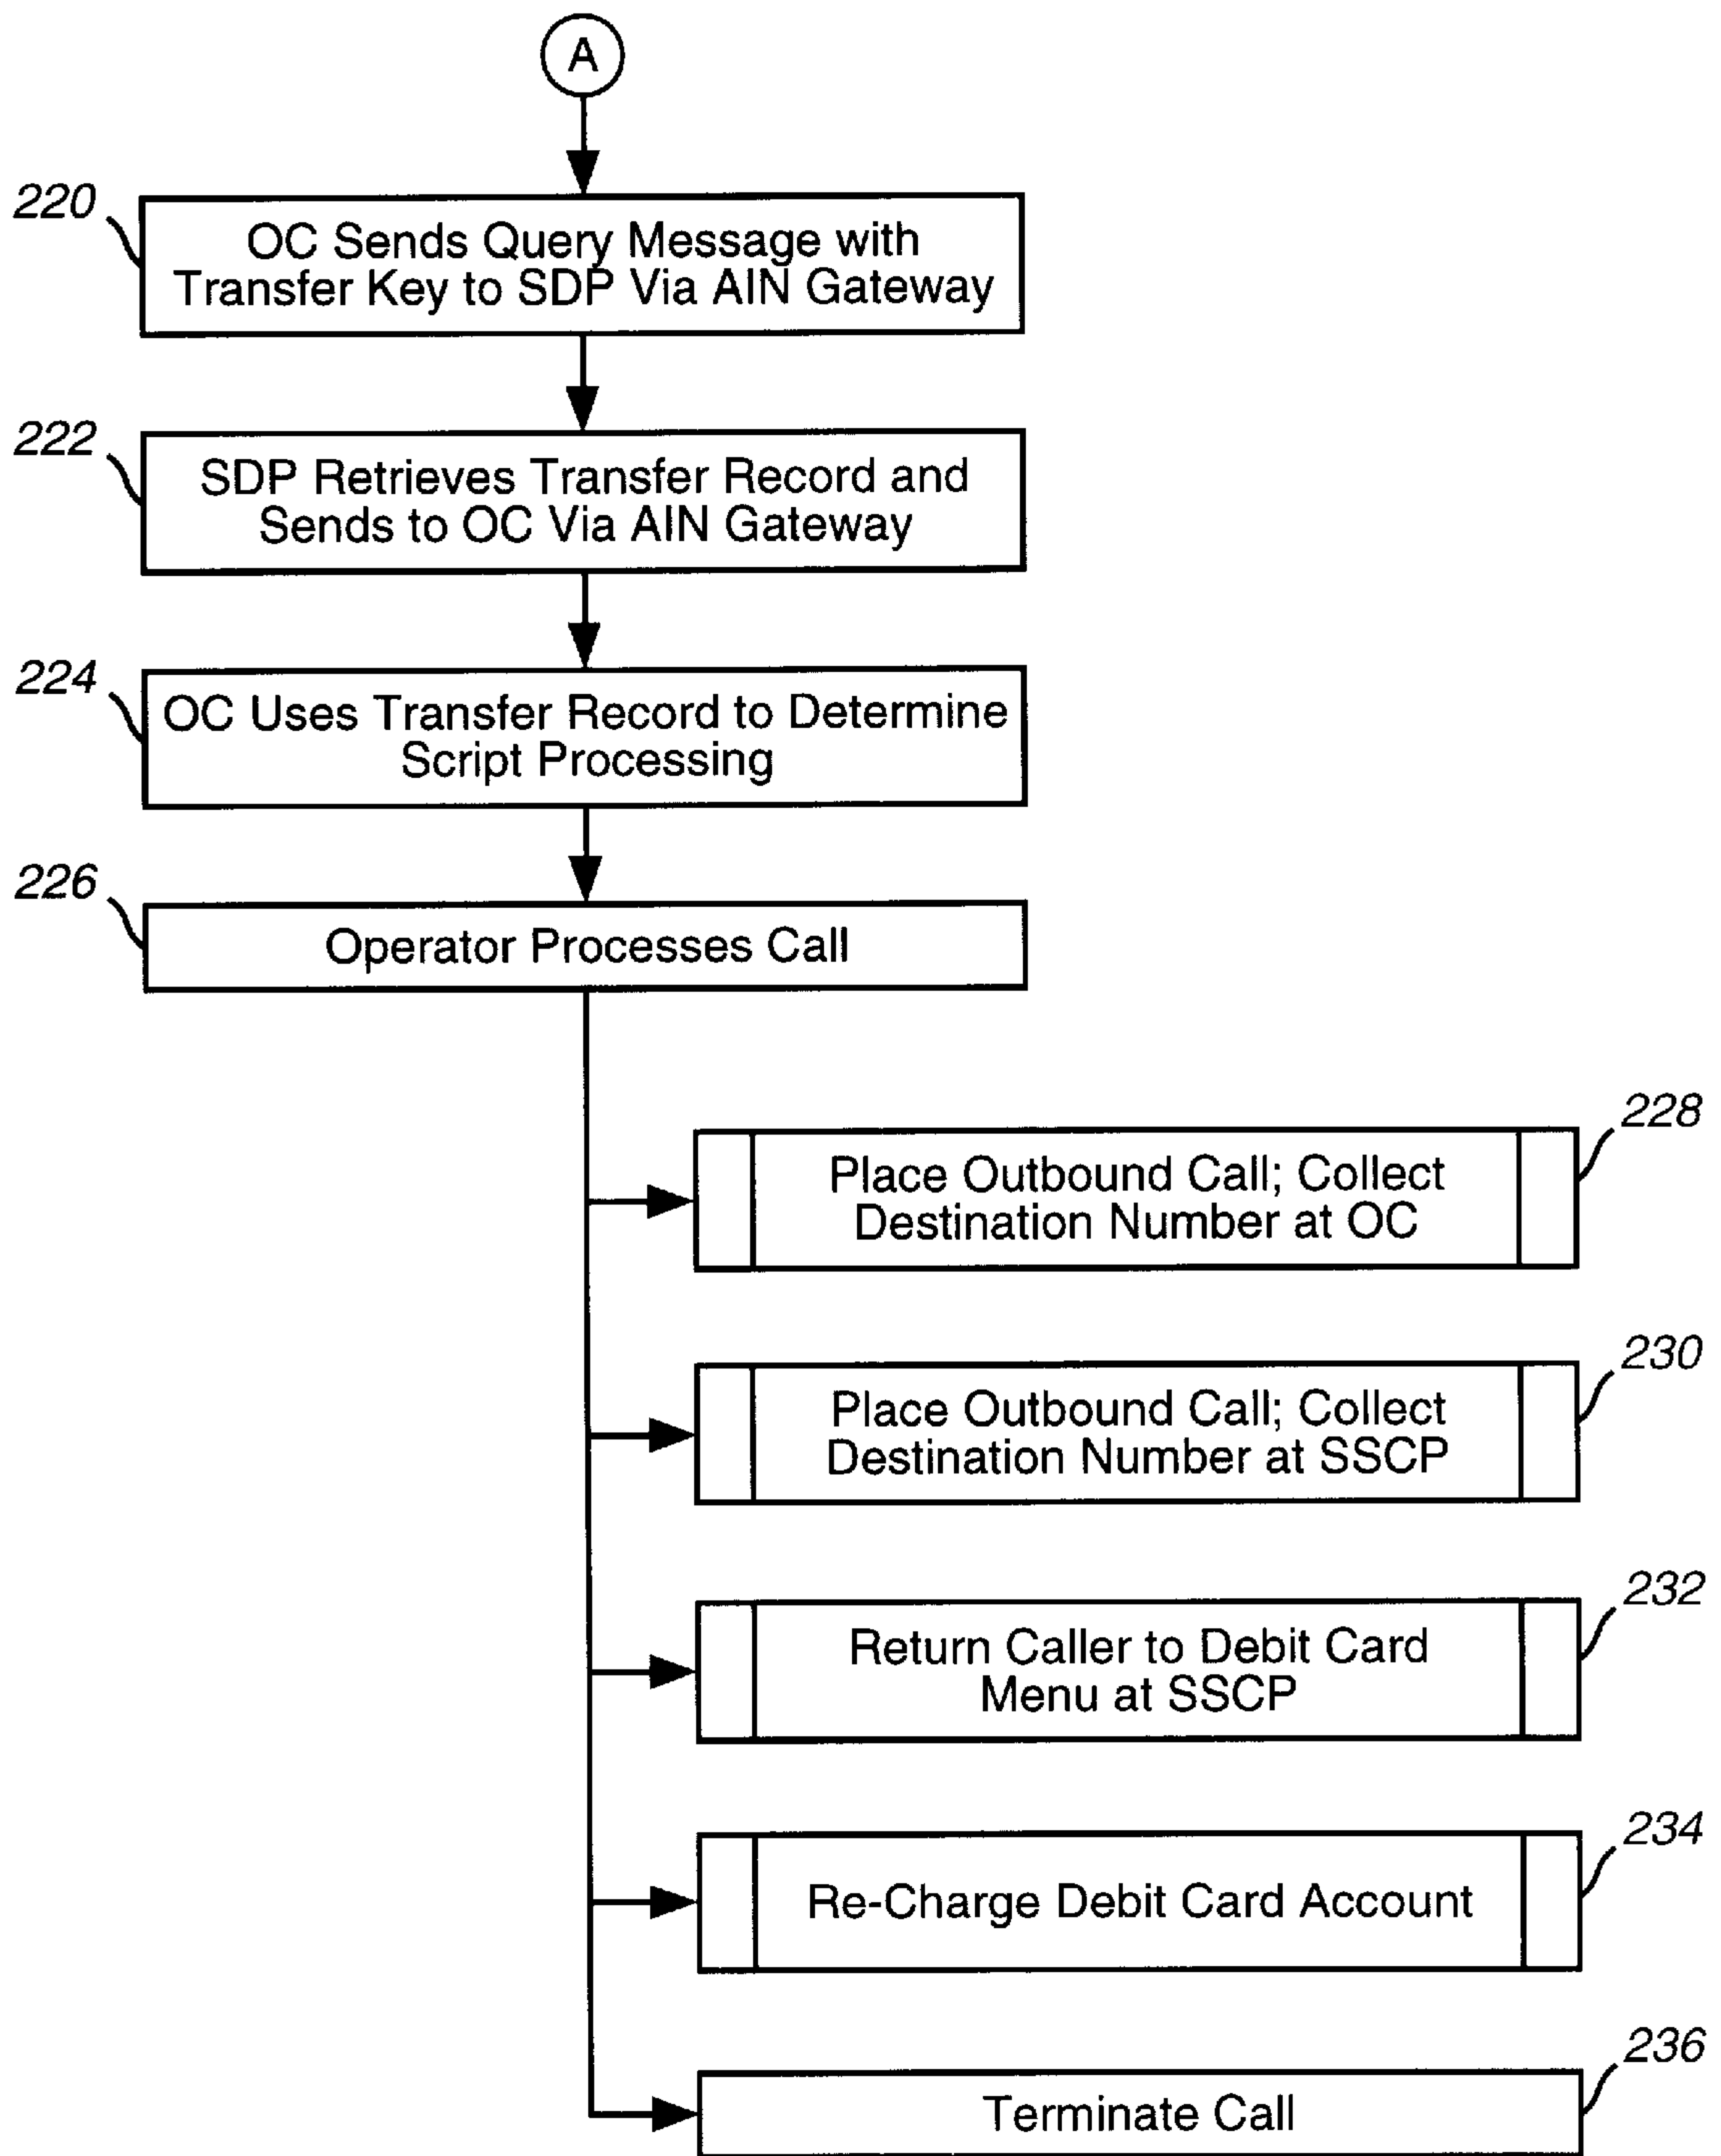 A
220
OC Sends Query Message with
Transfer Key to SDP Via AIN Gateway
222
SDP Retrieves Transfer Record and
Sends to OC Via AIN Gateway
224
OC Uses Transfer Record to Determine
Script Processing
226
Operator Processes Call
228
Place Outbound Call; Collect
Destination Number at OC
230
Place Outbound Call; Collect
Destination Number at SSCP
232
Return Caller to Debit Card
Menu at SSCP
234
Re-Charge Debit Card Account
236
Terminate Call